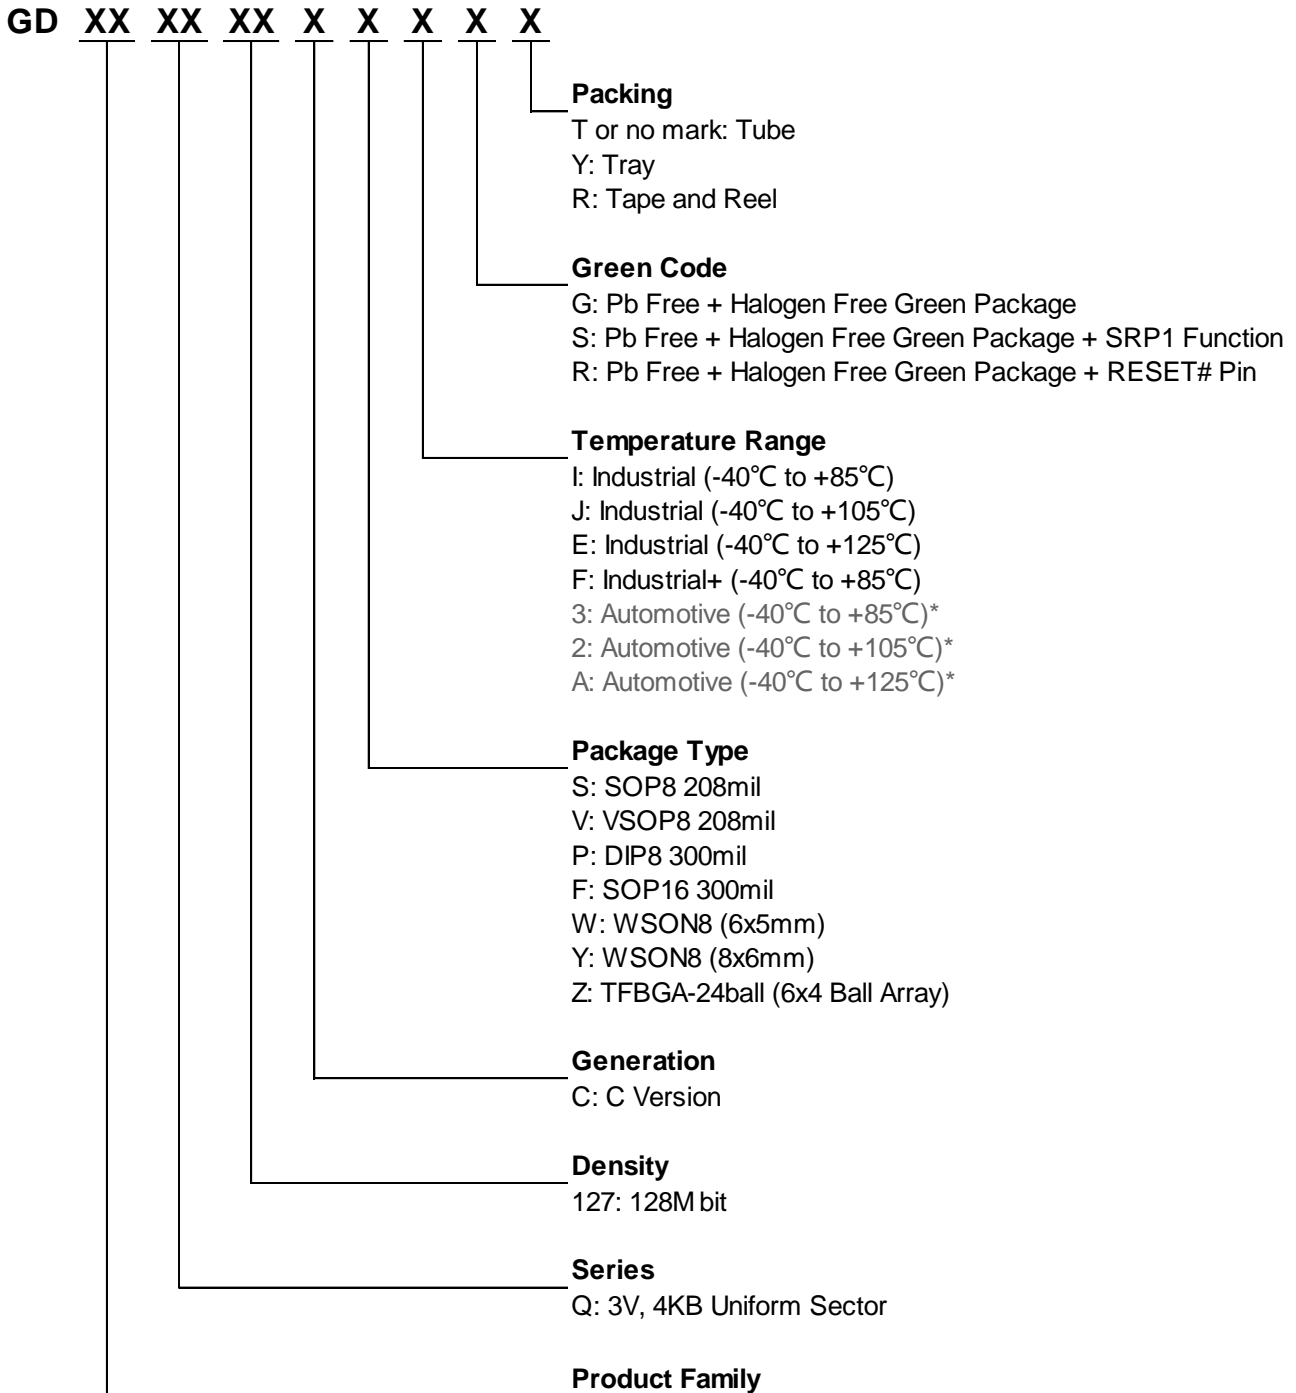 GD XX XX XX X X X X X
Packing
T or no mark: Tube
Y: Tray
R: Tape and Reel
Green Code
G: Pb Free + Halogen Free Green Package
S: Pb Free + Halogen Free Green Package + SRP1 Function
R: Pb Free + Halogen Free Green Package + RESET# Pin
Temperature Range
I: Industrial (-40℃ to +85℃)
J: Industrial (-40℃ to +105℃)
E: Industrial (-40℃ to +125℃)
F: Industrial+ (-40℃ to +85℃)
3: Automotive (-40℃ to +85℃)*
2: Automotive (-40℃ to +105℃)*
A: Automotive (-40℃ to +125℃)*
Package Type
S: SOP8 208mil
V: VSOP8 208mil
P: DIP8 300mil
F: SOP16 300mil
W: WSON8 (6x5mm)
Y: WSON8 (8x6mm)
Z: TFBGA-24ball (6x4 Ball Array)
Generation
C: C Version
Density
127: 128M bit
Series
Q: 3V, 4KB Uniform Sector
Product Family